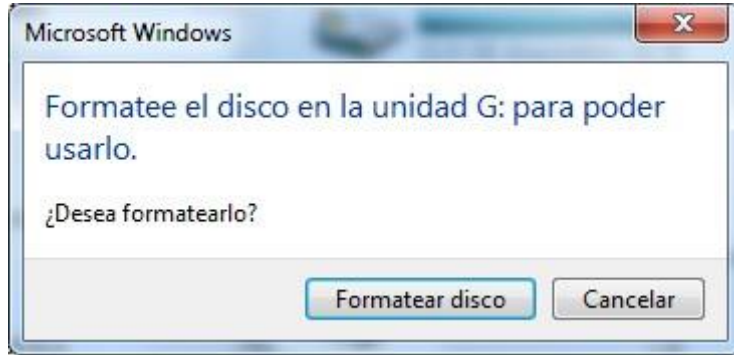 Microsoft Windows
Formatee el disco en la unidad G: para poder
usarlo.
¿Desea formatearlo?
Formatear disco
Cancelar